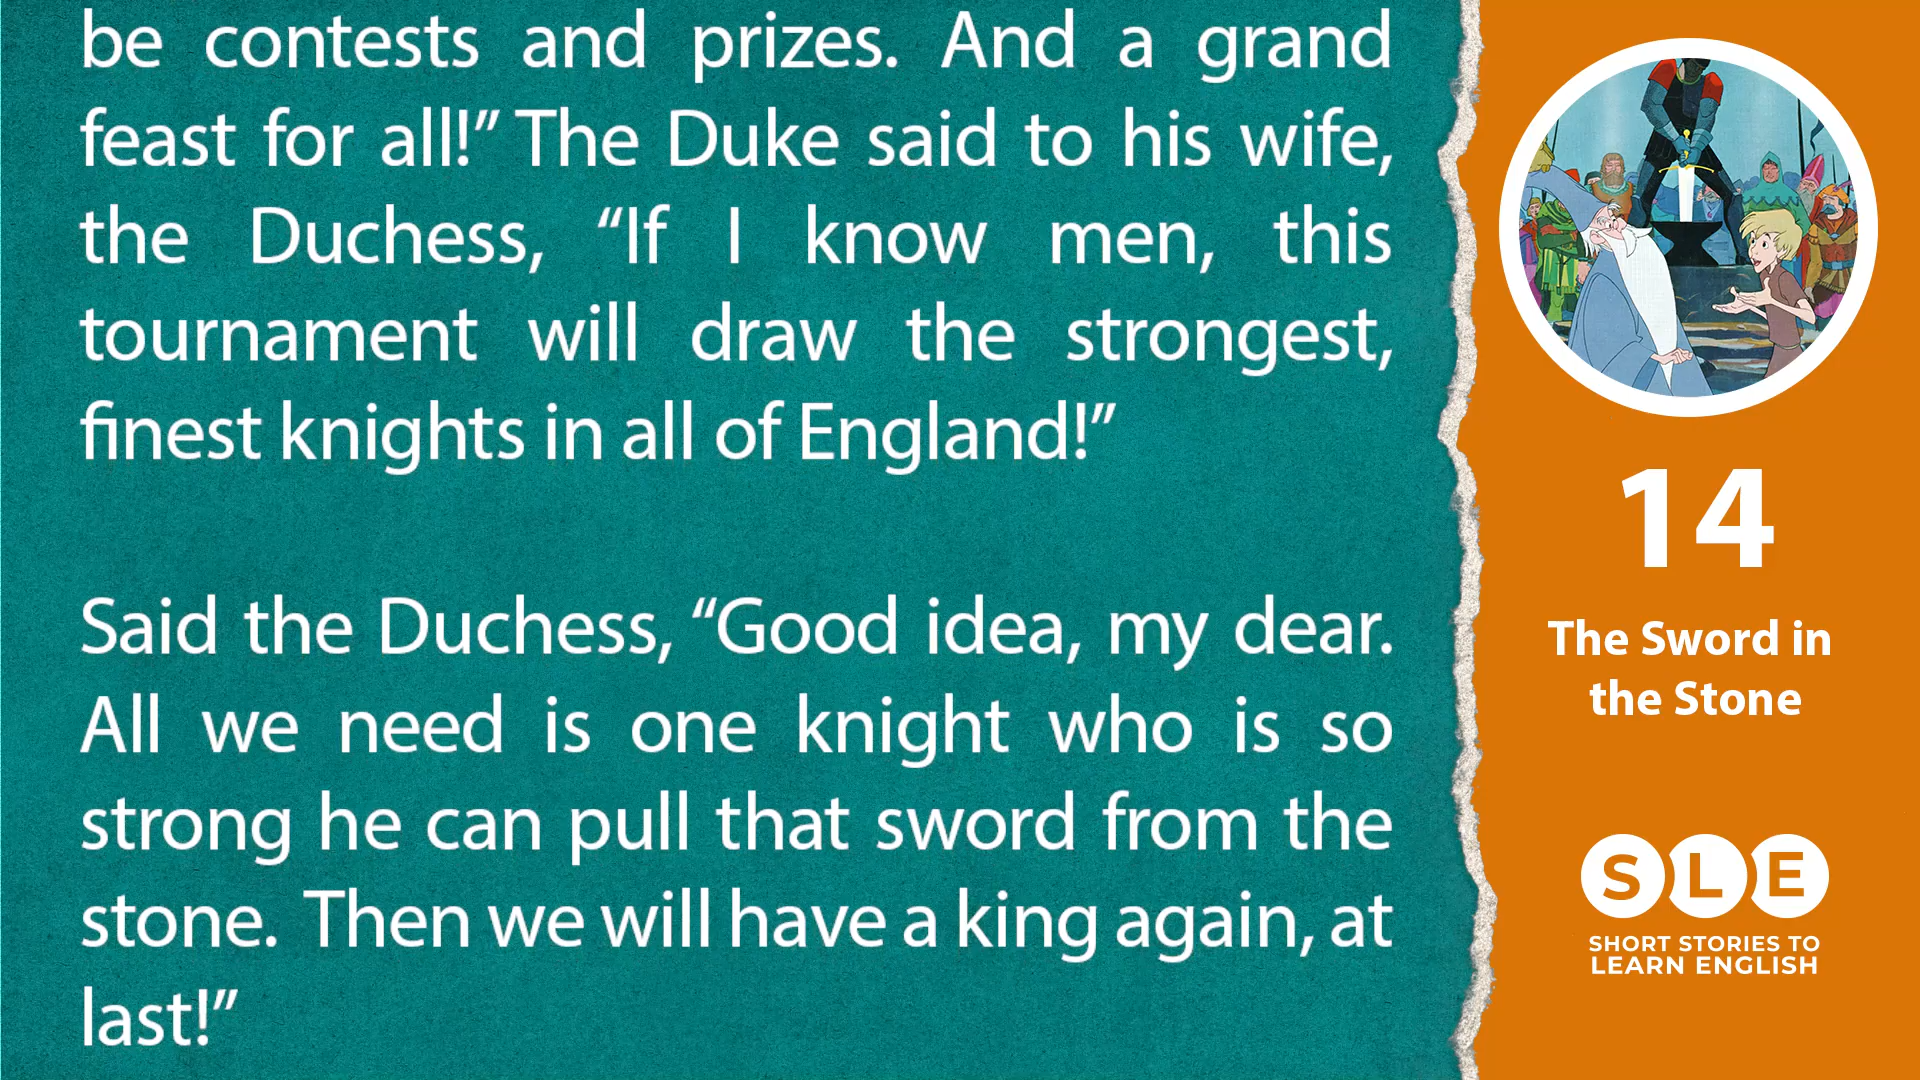 be contests and prizes. And a grand
feast for all!” The Duke said to his wife,
the Duchess, “If I know men, this
tournament will draw the strongest,
finest knights in all of England!”
Said the Duchess, “Good idea, my dear.
All we need is one knight who is so
strong he can pull that sword from the
stone. Then we will have a king again, at
last!”
14
The Sword in
the Stone
SLE
SHORT STORIES TO
LEARN ENGLISH